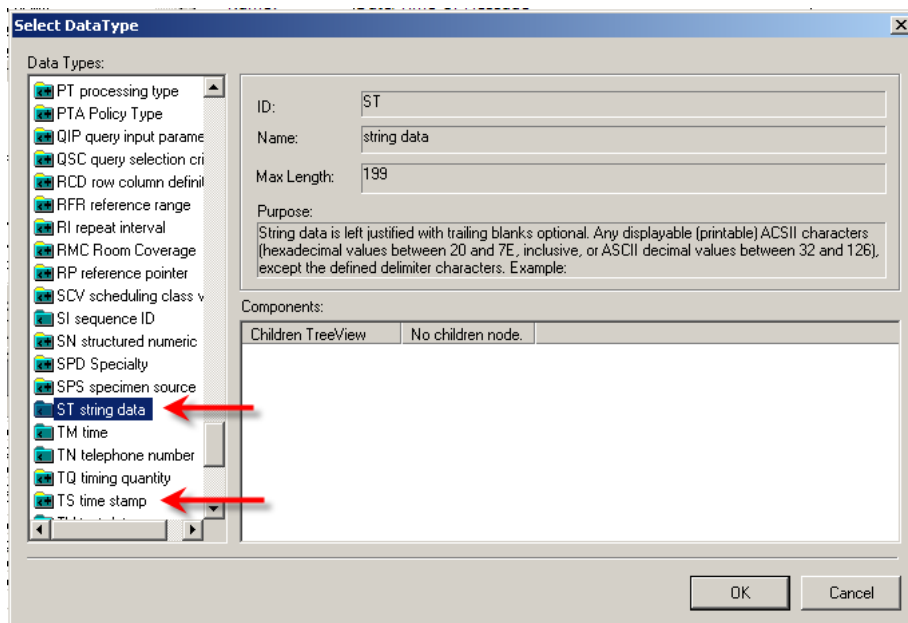 Select DataType
Data Types:
PT processing type
PTA Policy Type
QIP query input parame
QSC query selection cri
RCD row column definit
RFR reference range
RI repeat interval
RMC Room Coverage
RP reference pointer
SCV scheduling class v
SI sequence ID
SN structured numeric
SPD Specialty
SPS specimen source
ST string data
TM time
TN telephone number
TQ timing quantity
TS time stamp
ID:
ST
Name:
string data
Max Length:
199
Purpose:
String data is left justified with trailing blanks optional. Any displayable (printable) ACSII characters
(hexadecimal values between 20 and 7E, inclusive, or ASCII decimal values between 32 and 126),
except the defined delimiter characters. Example:
Components:
Children TreeView
No children node.
OK
Cancel